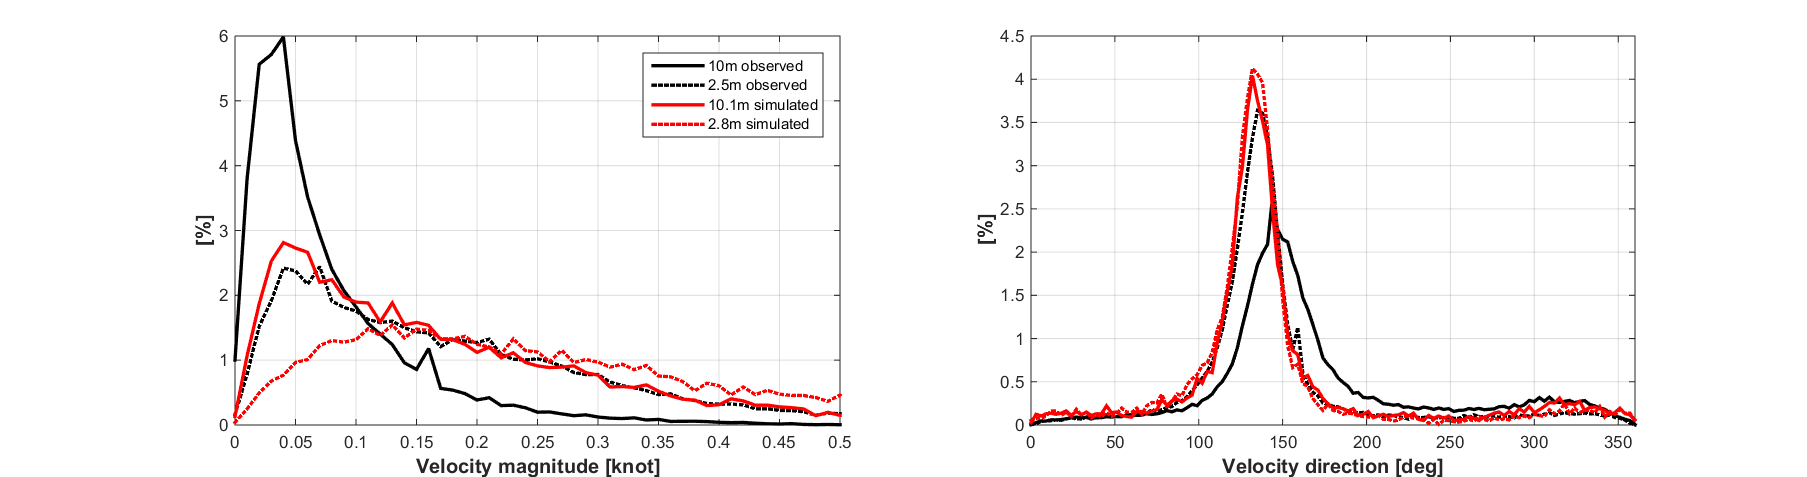 6
5
4
3
2
1
0
[%]
0 0.05 0.1 0.15 0.2 0.25 0.3 0.35 0.4 0.45 0.5
Velocity magnitude [knot]
10m observed
2.5m observed
10.1m simulated
2.8m simulated
4.5
4
3.5
3
2.5
2
1.5
1
0.5
0
[%]
0 50 100 150 200 250 300 350
Velocity direction [deg]